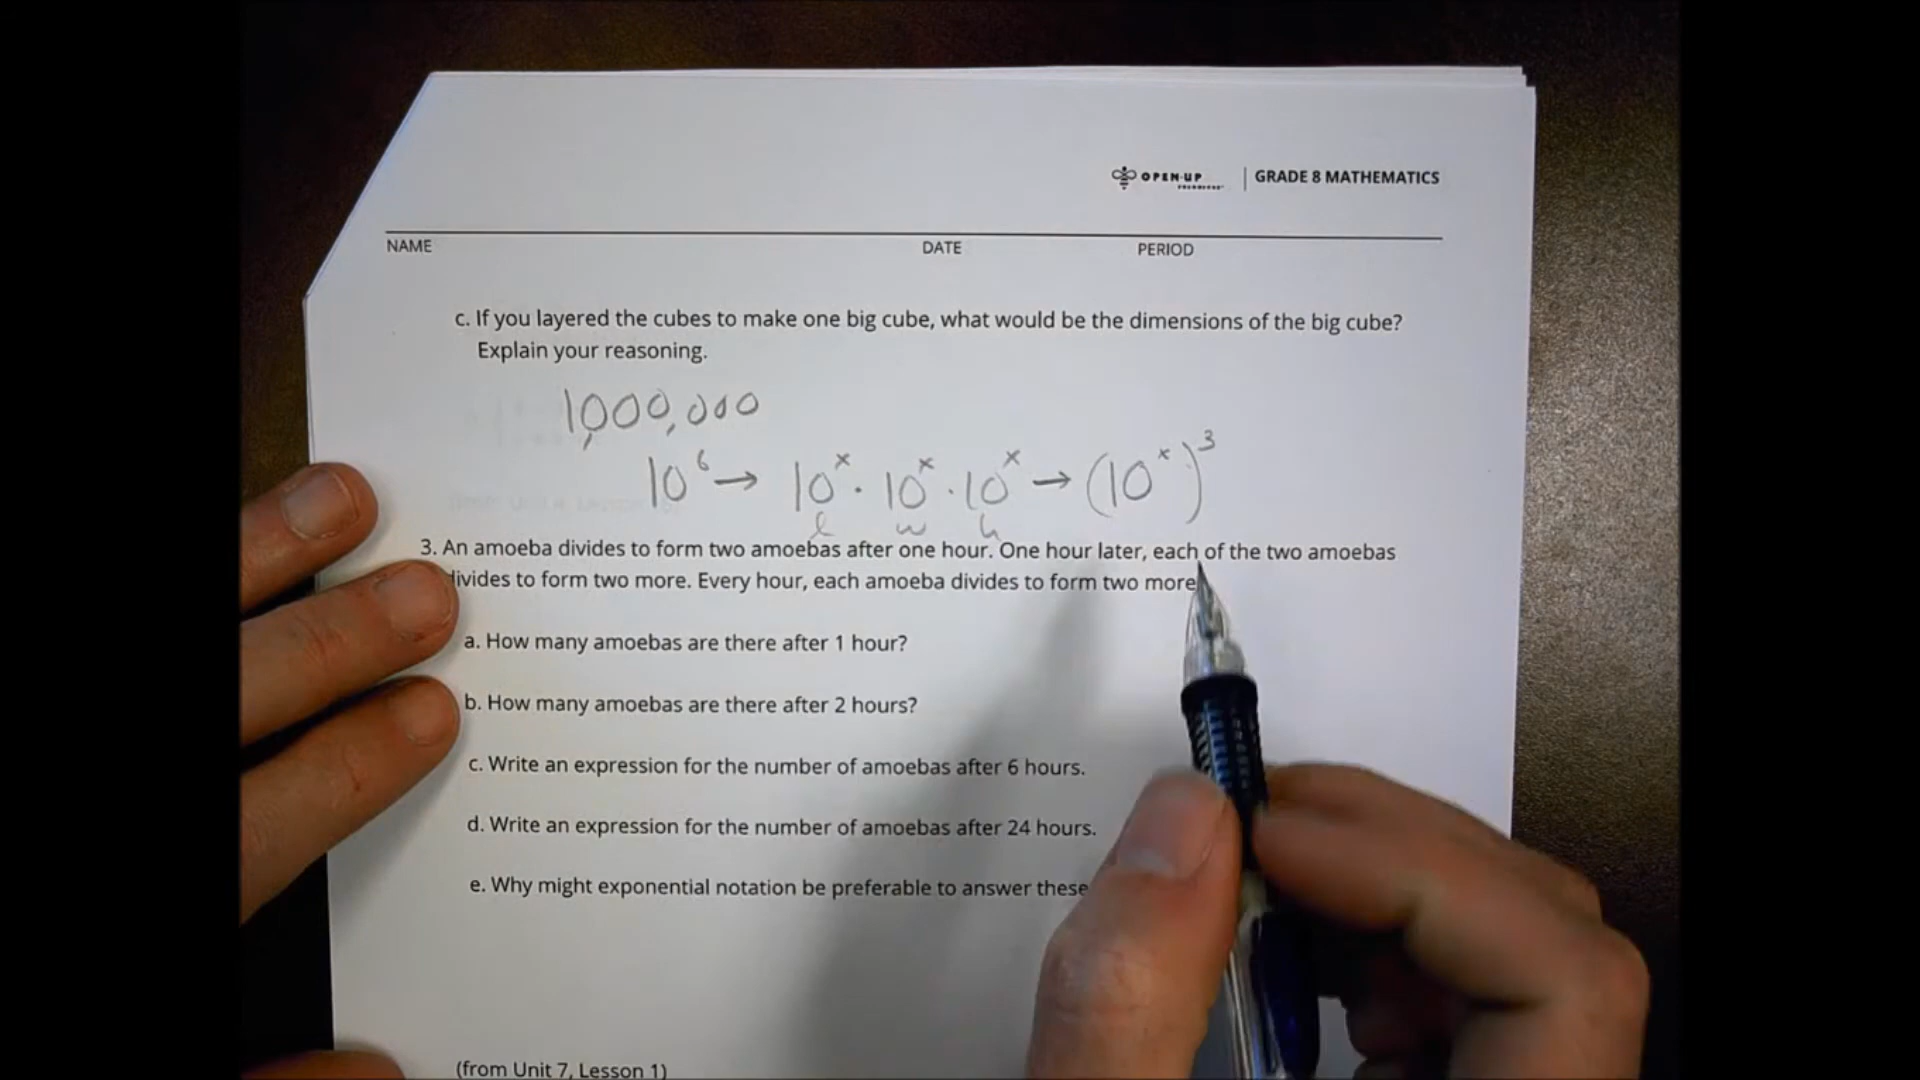 OPEN-UP | GRADE 8 MATHEMATICS
NAME DATE PERIOD
c. If you layered the cubes to make one big cube, what would be the dimensions of the big cube?
Explain your reasoning.
1,000,000
10⁶ → 10ˣ · 10ˣ · 10ˣ → (10ˣ)³
l w h
3. An amoeba divides to form two amoebas after one hour. One hour later, each of the two amoebas
divides to form two more. Every hour, each amoeba divides to form two more
a. How many amoebas are there after 1 hour?
b. How many amoebas are there after 2 hours?
c. Write an expression for the number of amoebas after 6 hours.
d. Write an expression for the number of amoebas after 24 hours.
e. Why might exponential notation be preferable to answer these
(from Unit 7, Lesson 1)